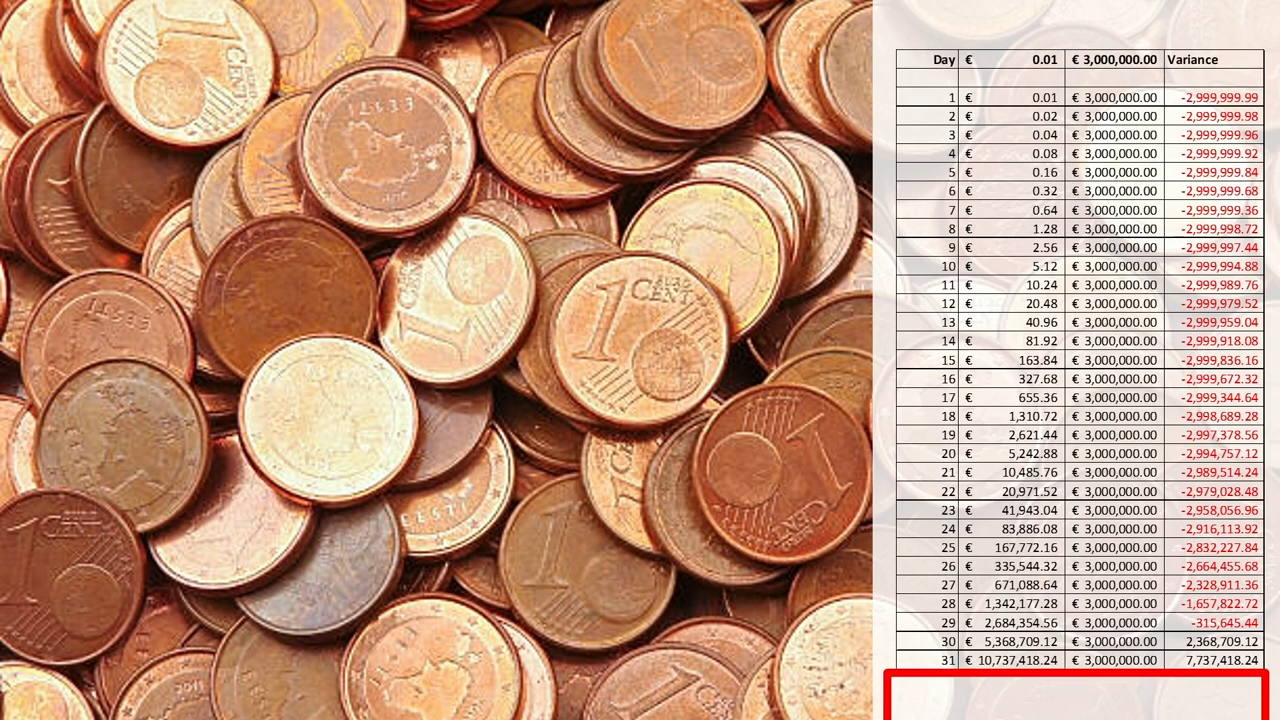 1 CENT
1
EESTI
1
1 CENT
EURO
1 CENT
1 CENT
EESTI
1
1 CENT
1
Day € 0.01 € 3,000,000.00 Variance
1 € 0.01 € 3,000,000.00 -2,999,999.99
2 € 0.02 € 3,000,000.00 -2,999,999.98
3 € 0.04 € 3,000,000.00 -2,999,999.96
4 € 0.08 € 3,000,000.00 -2,999,999.92
5 € 0.16 € 3,000,000.00 -2,999,999.84
6 € 0.32 € 3,000,000.00 -2,999,999.68
7 € 0.64 € 3,000,000.00 -2,999,999.36
8 € 1.28 € 3,000,000.00 -2,999,998.72
9 € 2.56 € 3,000,000.00 -2,999,997.44
10 € 5.12 € 3,000,000.00 -2,999,994.88
11 € 10.24 € 3,000,000.00 -2,999,989.76
12 € 20.48 € 3,000,000.00 -2,999,979.52
13 € 40.96 € 3,000,000.00 -2,999,959.04
14 € 81.92 € 3,000,000.00 -2,999,918.08
15 € 163.84 € 3,000,000.00 -2,999,836.16
16 € 327.68 € 3,000,000.00 -2,999,672.32
17 € 655.36 € 3,000,000.00 -2,999,344.64
18 € 1,310.72 € 3,000,000.00 -2,998,689.28
19 € 2,621.44 € 3,000,000.00 -2,997,378.56
20 € 5,242.88 € 3,000,000.00 -2,994,757.12
21 € 10,485.76 € 3,000,000.00 -2,989,514.24
22 € 20,971.52 € 3,000,000.00 -2,979,028.48
23 € 41,943.04 € 3,000,000.00 -2,958,056.96
24 € 83,886.08 € 3,000,000.00 -2,916,113.92
25 € 167,772.16 € 3,000,000.00 -2,832,227.84
26 € 335,544.32 € 3,000,000.00 -2,664,455.68
27 € 671,088.64 € 3,000,000.00 -2,328,911.36
28 € 1,342,177.28 € 3,000,000.00 -1,657,822.72
29 € 2,684,354.56 € 3,000,000.00 -315,645.44
30 € 5,368,709.12 € 3,000,000.00 2,368,709.12
31 € 10,737,418.24 € 3,000,000.00 7,737,418.24